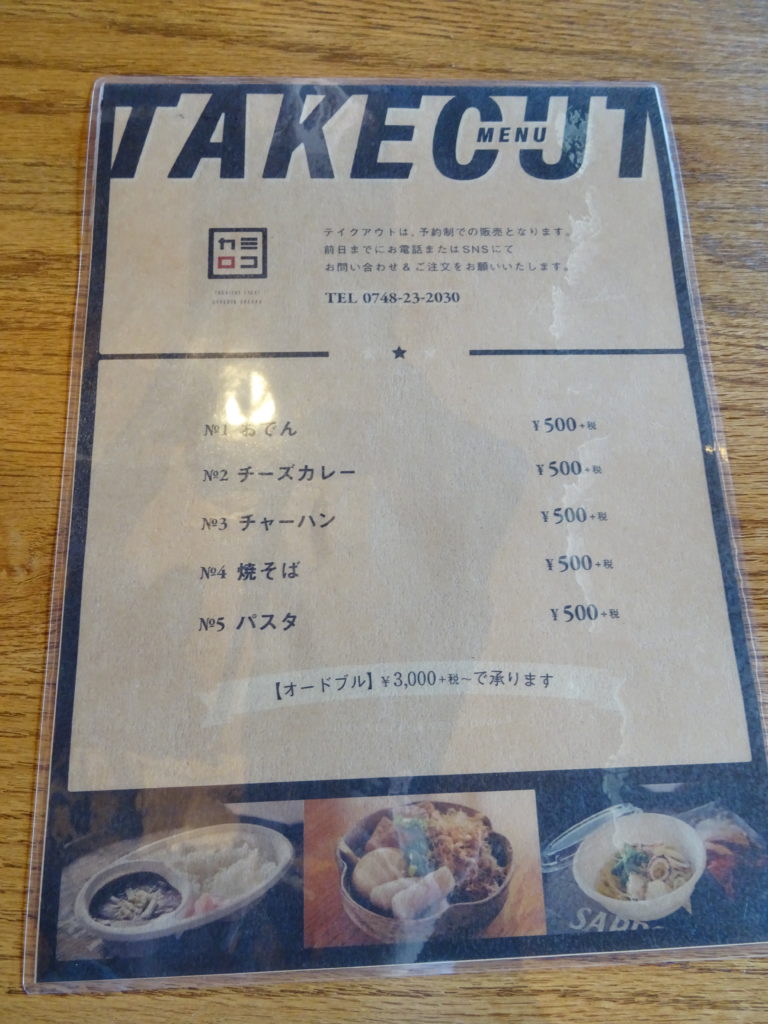 TAKEOUT
MENU
カミ
ロコ
テイクアウトは、予約制での販売となります。
前日までにお電話またはSNSにて
お問い合わせ & ご注文をお願いいたします。
TEL 0748-23-2030
№1 おでん ¥500+税
№2 チーズカレー ¥500+税
№3 チャーハン ¥500+税
№4 焼そば ¥500+税
№5 パスタ ¥500+税
【オードブル】¥3,000+税~で承ります